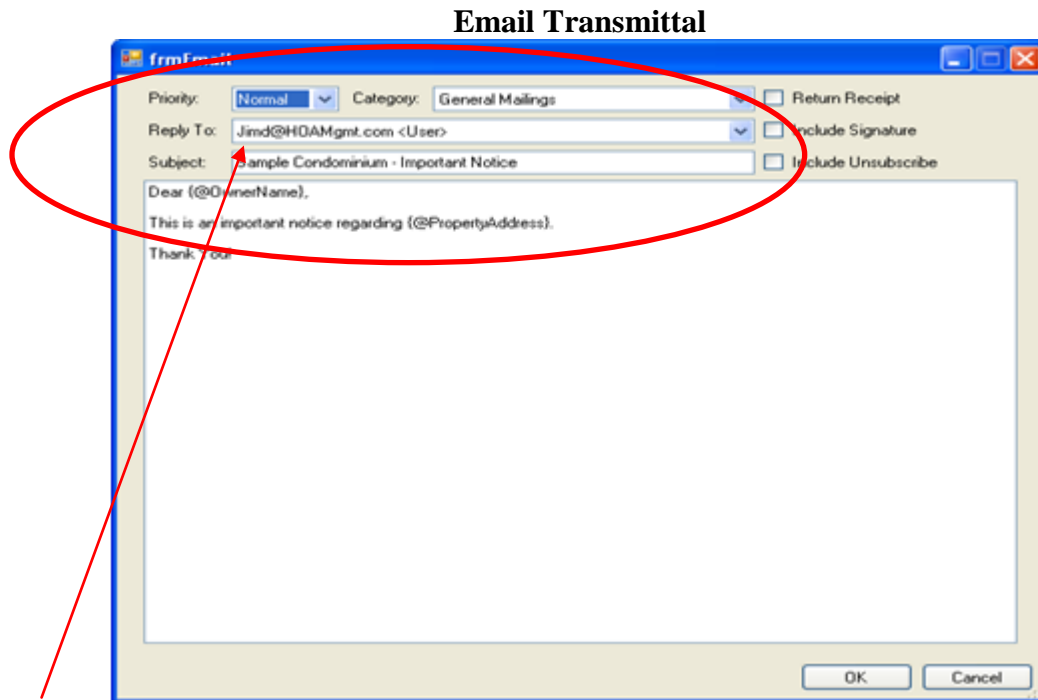 Email Transmittal
frmEmail
Priority: Normal Category: General Mailings Return Receipt
Reply To: Jimd@HOAMgmt.com <User> Include Signature
Subject: Sample Condominium - Important Notice Include Unsubscribe
Dear {@OwnerName},
This is an important notice regarding {@PropertyAddress}.
Thank You!
OK Cancel